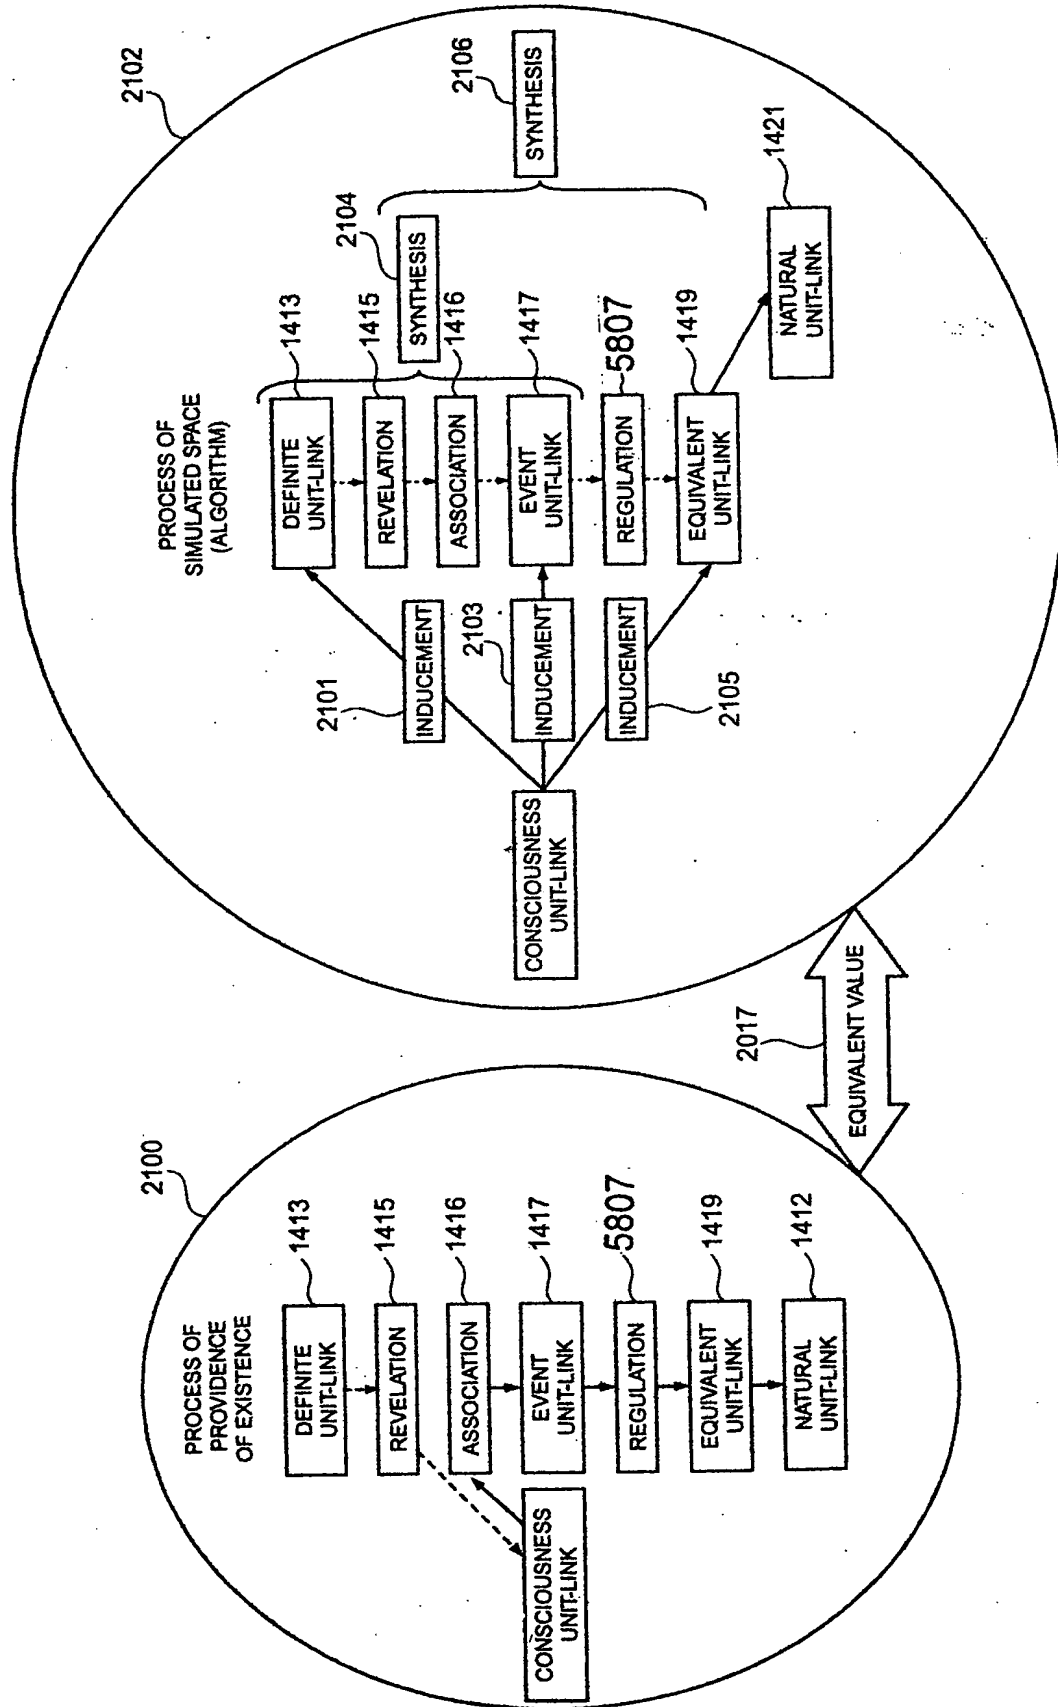 2100
PROCESS OF
PROVIDENCE
OF EXISTENCE
DEFINITE
UNIT-LINK
1413
REVELATION
1415
ASSOCIATION
1416
CONSCIOUSNESS
UNIT-LINK
EVENT
UNIT-LINK
1417
REGULATION
5807
EQUIVALENT
UNIT-LINK
1419
NATURAL
UNIT-LINK
1412
2017
EQUIVALENT VALUE
2102
PROCESS OF
SIMULATED SPACE
(ALGORITHM)
DEFINITE
UNIT-LINK
1413
REVELATION
1415
ASSOCIATION
1416
SYNTHESIS
2104
2101
INDUCEMENT
CONSCIOUSNESS
UNIT-LINK
2103
INDUCEMENT
EVENT
UNIT-LINK
1417
SYNTHESIS
2106
INDUCEMENT
2105
REGULATION
5807
EQUIVALENT
UNIT-LINK
1419
NATURAL
UNIT-LINK
1421